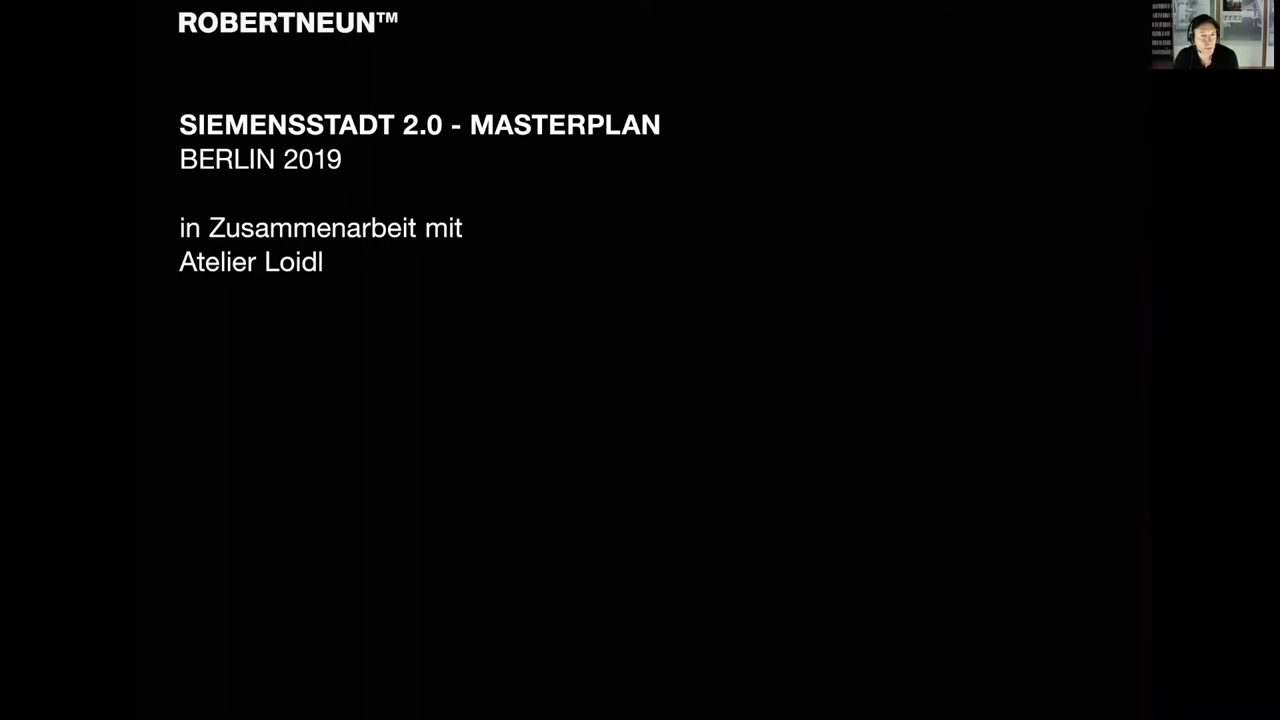 ROBERTNEUN™
SIEMENSSTADT 2.0 - MASTERPLAN
BERLIN 2019
in Zusammenarbeit mit
Atelier Loidl